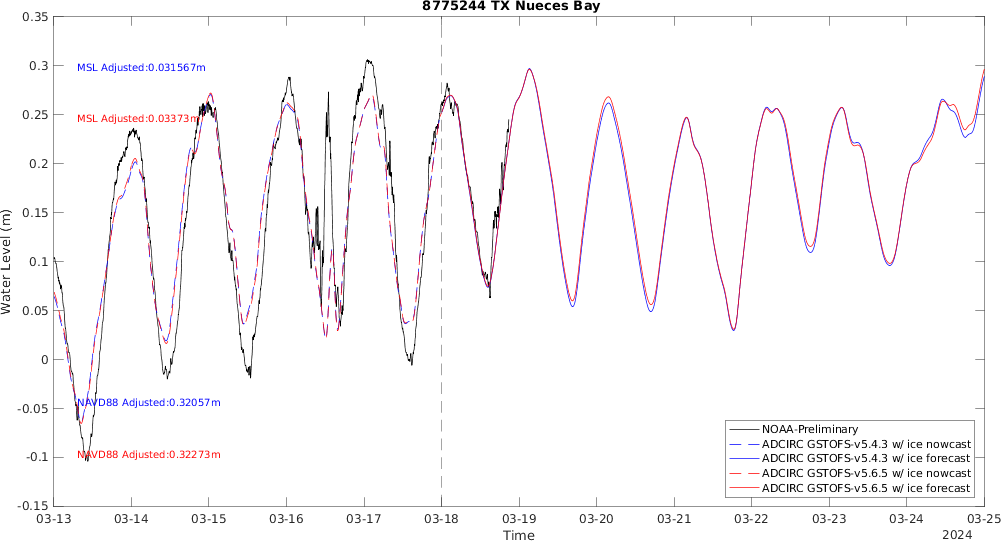 8775244 TX Nueces Bay
0.35
0.3
0.25
0.2
0.15
0.1
0.05
0
-0.05
-0.1
-0.15
Water Level (m)
MSL Adjusted:0.031567m
MSL Adjusted:0.03373m
NAVD88 Adjusted:0.32057m
NAVD88 Adjusted:0.32273m
NOAA-Preliminary
ADCIRC GSTOFS-v5.4.3 w/ ice nowcast
ADCIRC GSTOFS-v5.4.3 w/ ice forecast
ADCIRC GSTOFS-v5.6.5 w/ ice nowcast
ADCIRC GSTOFS-v5.6.5 w/ ice forecast
03-13 03-14 03-15 03-16 03-17 03-18 03-19 03-20 03-21 03-22 03-23 03-24 03-25
Time
2024